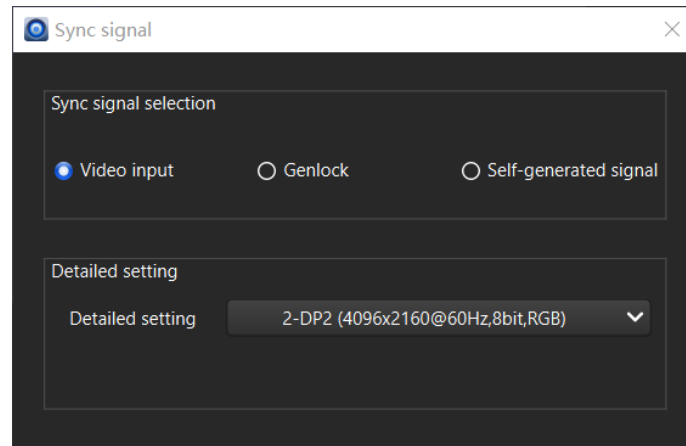 Sync signal
Sync signal selection
Video input Genlock Self-generated signal
Detailed setting
Detailed setting 2-DP2 (4096x2160@60Hz,8bit,RGB)